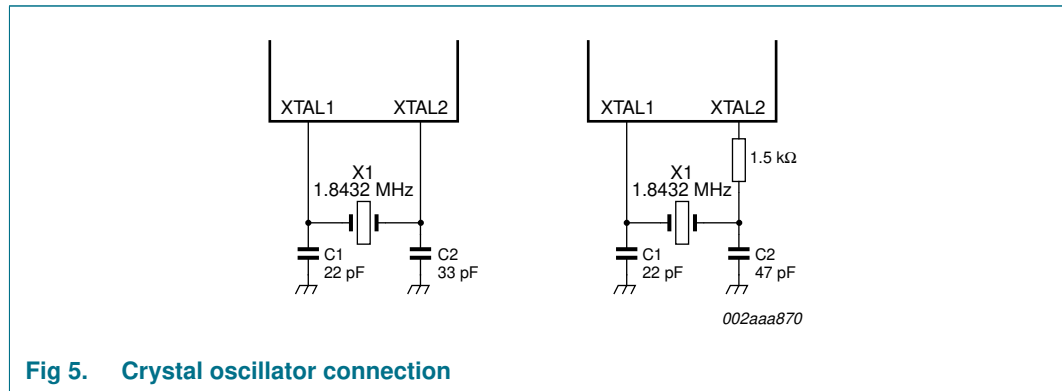 XTAL1 XTAL2
X1
1.8432 MHz
C1
22 pF
C2
33 pF
XTAL1 XTAL2
1.5 kΩ
X1
1.8432 MHz
C1
22 pF
C2
47 pF
002aaa870
Fig 5. Crystal oscillator connection